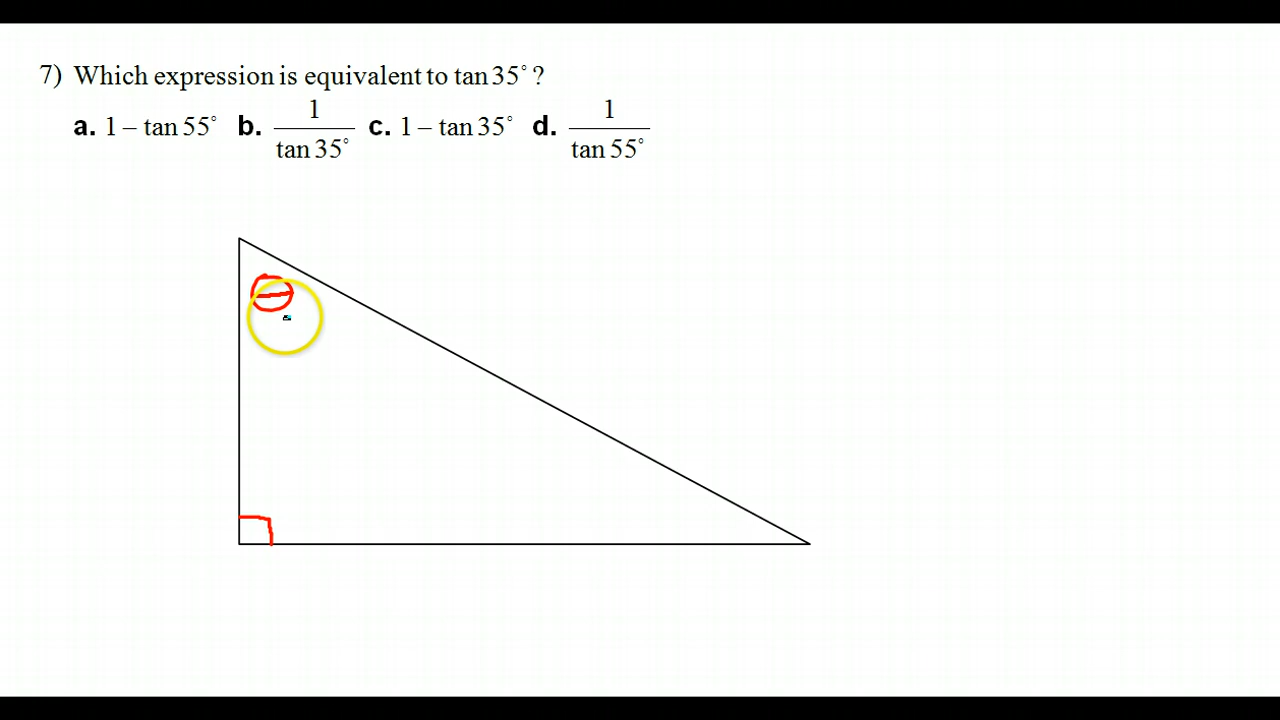 7) Which expression is equivalent to tan 35° ?
a. 1 – tan 55° b. 1/tan 35° c. 1 – tan 35° d. 1/tan 55°
θ